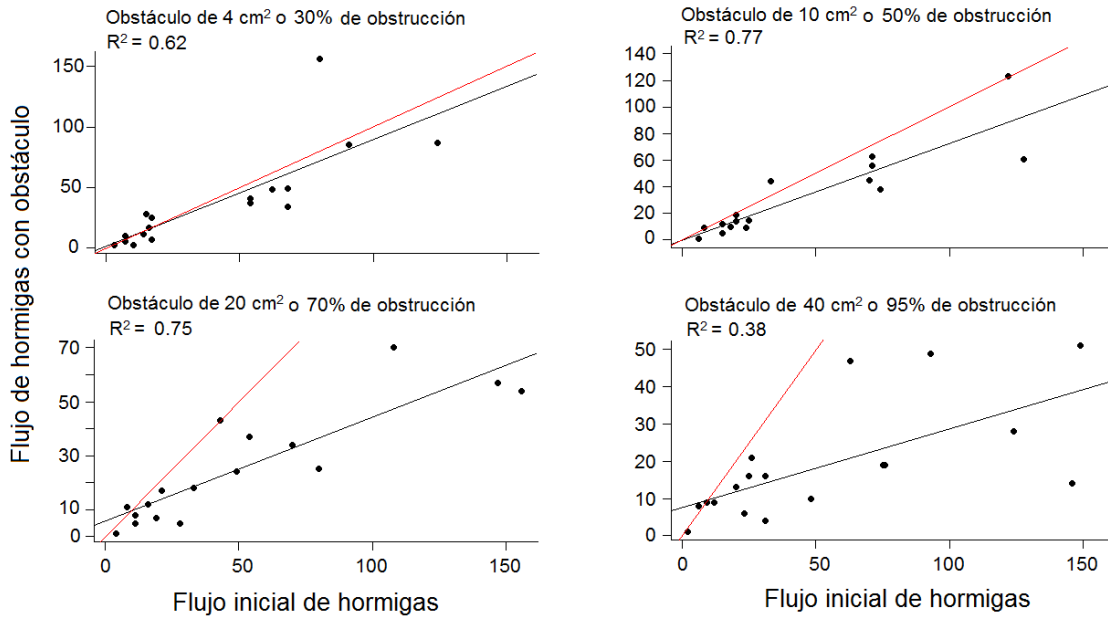 Obstáculo de 4 cm² o 30% de obstrucción
R² = 0.62
150
100
50
0
Obstáculo de 10 cm² o 50% de obstrucción
R² = 0.77
140
120
100
80
60
40
20
0
Flujo de hormigas con obstáculo
Obstáculo de 20 cm² o 70% de obstrucción
R² = 0.75
70
50
30
10
0
0 50 100 150
Flujo inicial de hormigas
Obstáculo de 40 cm² o 95% de obstrucción
R² = 0.38
50
40
30
20
10
0
0 50 100 150
Flujo inicial de hormigas